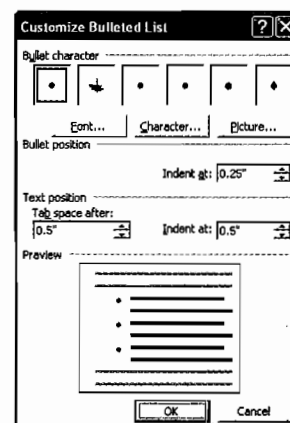 Customize Bulleted List
Bullet character
Font... Character... Picture...
Bullet position
Indent at: 0.25"
Text position
Tab space after:
0.5" Indent at: 0.5"
Preview
OK Cancel